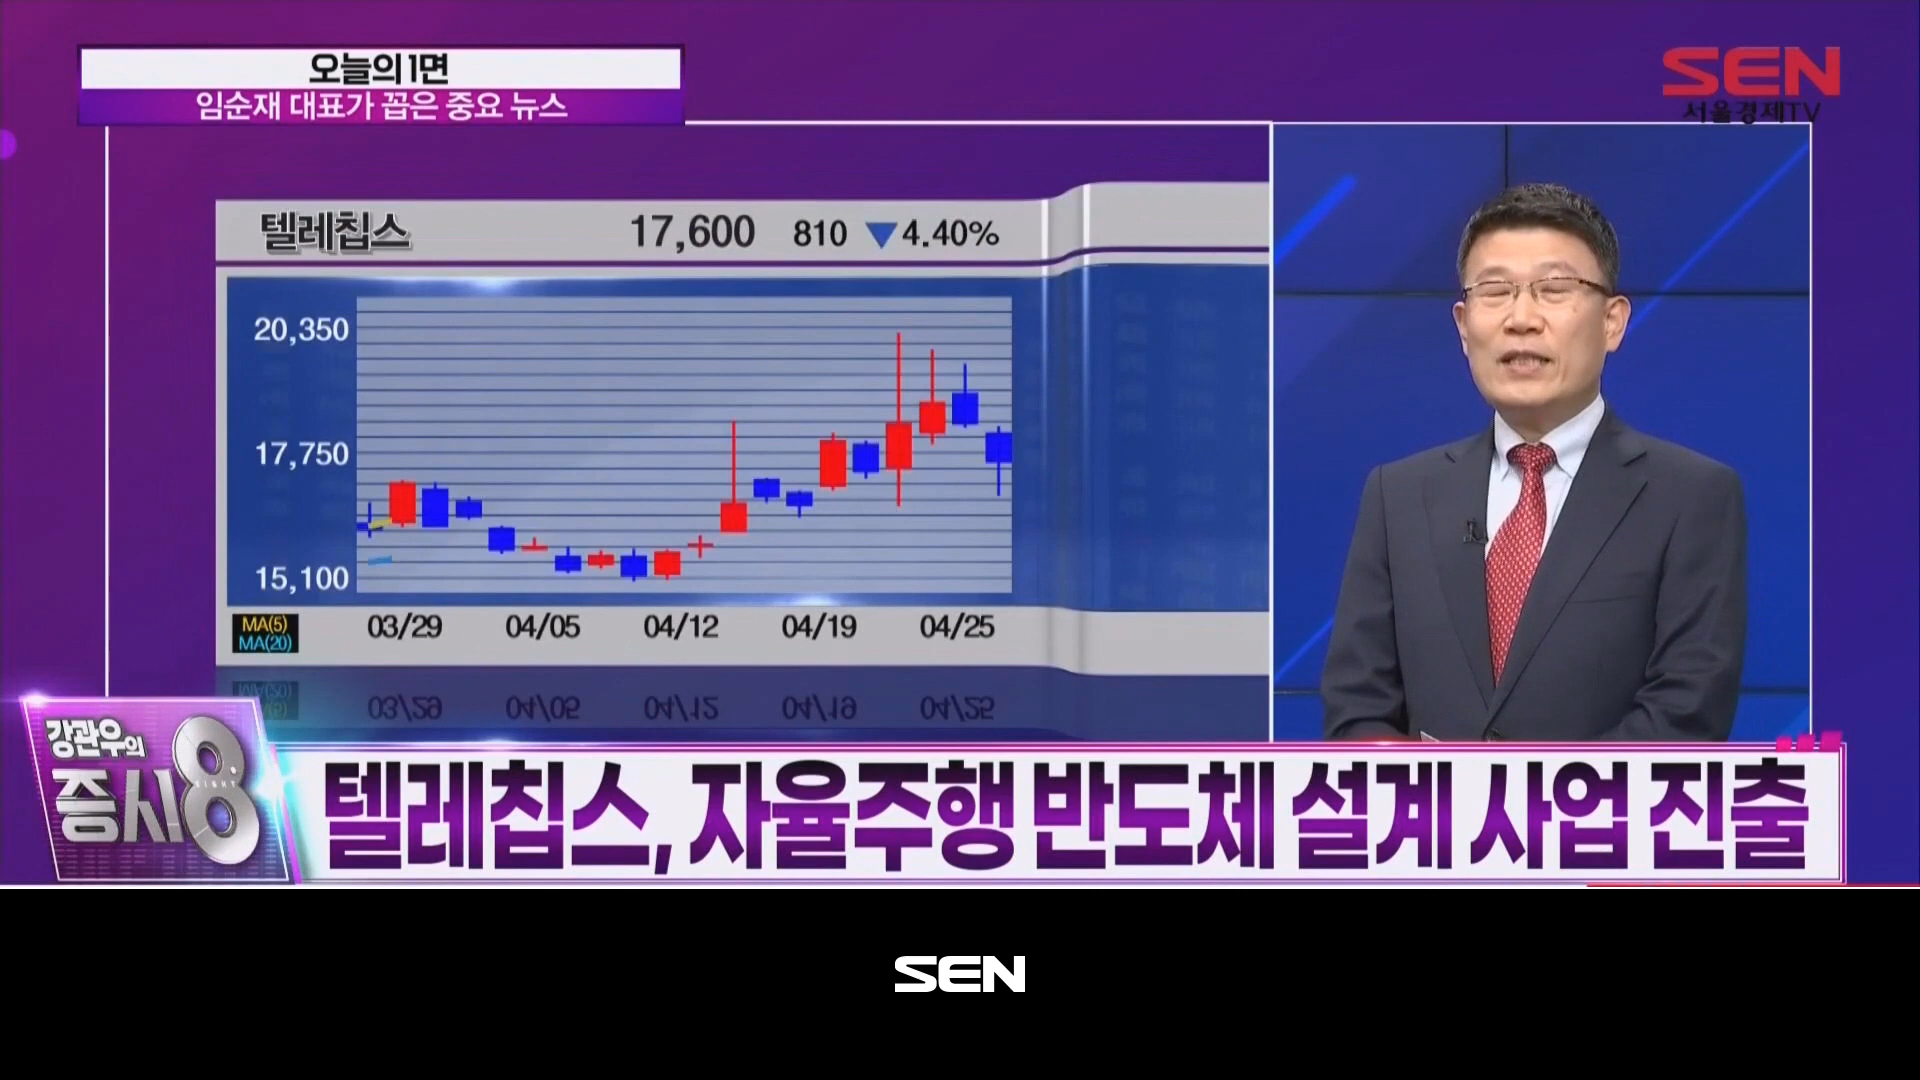 오늘의 1면
임순재 대표가 꼽은 중요 뉴스
SEN
서울경제TV
텔레칩스 17,600 810 ▼4.40%
20,350
17,750
15,100
MA(5)
MA(20)
03/29 04/05 04/12 04/19 04/25
강관우의
증시8
EIGHT
텔레칩스, 자율주행 반도체 설계 사업 진출
SEN